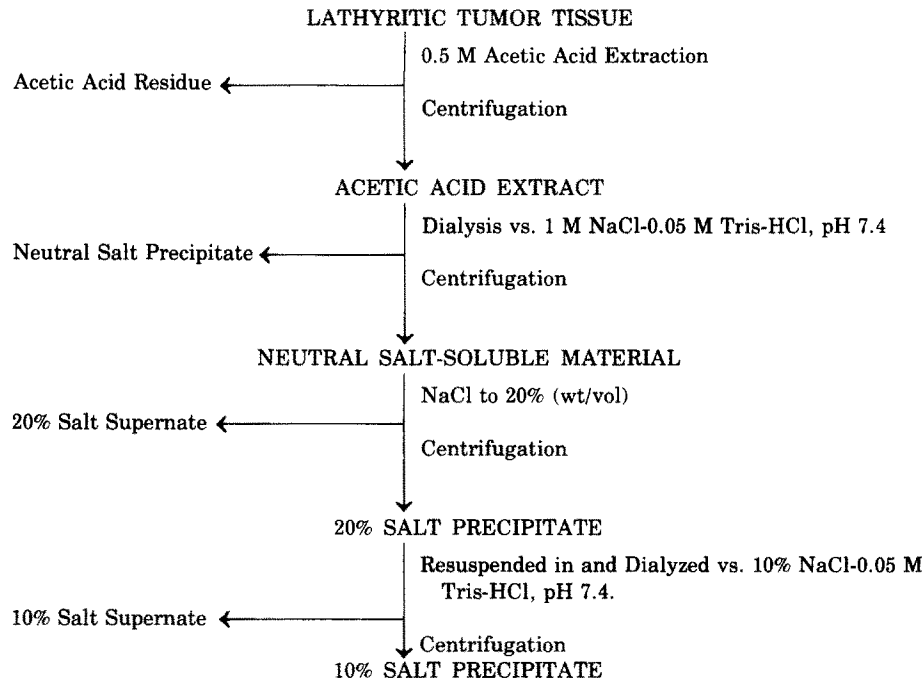 LATHYRITIC TUMOR TISSUE
0.5 M Acetic Acid Extraction
Acetic Acid Residue
Centrifugation
ACETIC ACID EXTRACT
Dialysis vs. 1 M NaCl-0.05 M Tris-HCl, pH 7.4
Neutral Salt Precipitate
Centrifugation
NEUTRAL SALT-SOLUBLE MATERIAL
NaCl to 20% (wt/vol)
20% Salt Supernate
Centrifugation
20% SALT PRECIPITATE
Resuspended in and Dialyzed vs. 10% NaCl-0.05 M
Tris-HCl, pH 7.4.
10% Salt Supernate
Centrifugation
10% SALT PRECIPITATE